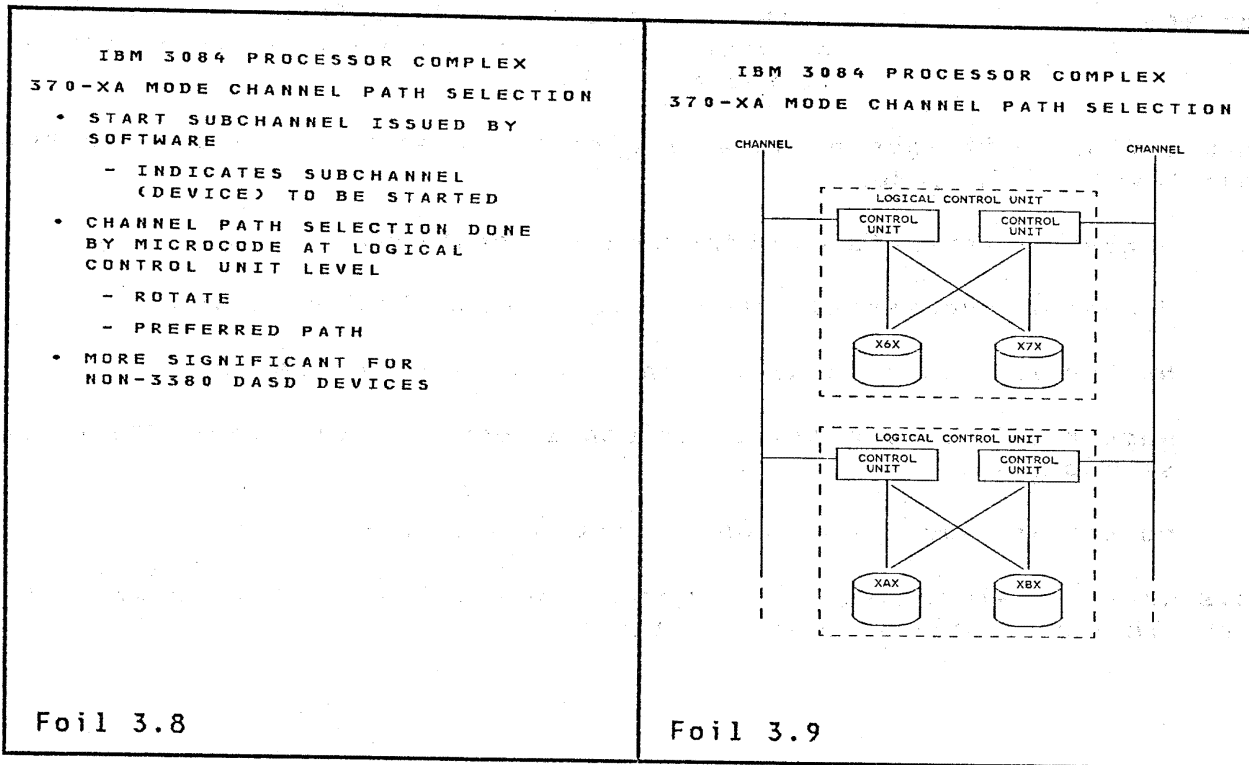 IBM 3084 PROCESSOR COMPLEX
370-XA MODE CHANNEL PATH SELECTION
• START SUBCHANNEL ISSUED BY
SOFTWARE
- INDICATES SUBCHANNEL
(DEVICE) TO BE STARTED
• CHANNEL PATH SELECTION DONE
BY MICROCODE AT LOGICAL
CONTROL UNIT LEVEL
- ROTATE
- PREFERRED PATH
• MORE SIGNIFICANT FOR
NON-3380 DASD DEVICES
Foil 3.8
IBM 3084 PROCESSOR COMPLEX
370-XA MODE CHANNEL PATH SELECTION
CHANNEL
CHANNEL
LOGICAL CONTROL UNIT
CONTROL
UNIT
CONTROL
UNIT
X6X
X7X
LOGICAL CONTROL UNIT
CONTROL
UNIT
CONTROL
UNIT
XAX
XBX
Foil 3.9